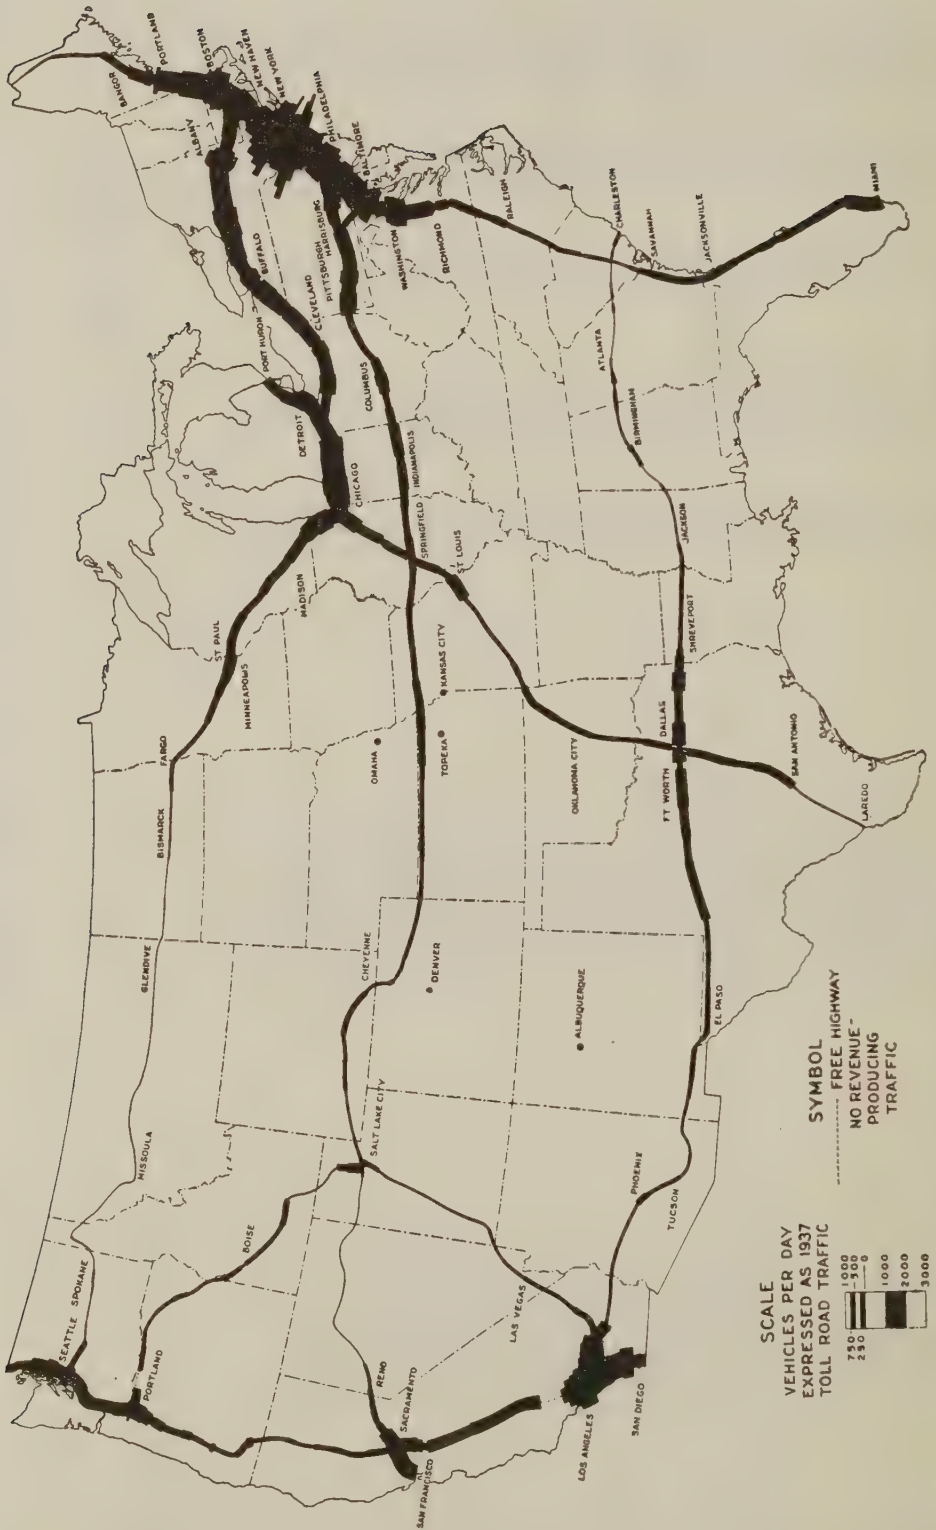 BANGOR
PORTLAND
BOSTON
NEW HAVEN
NEW YORK
PHILADELPHIA
BALTIMORE
ALBANY
BUFFALO
HARRISBURG
PITTSBURGH
WASHINGTON
RICHMOND
RALEIGH
CHARLESTON
SAVANNAH
JACKSONVILLE
MIAMI
CLEVELAND
PORT HURON
DETROIT
COLUMBUS
INDIANAPOLIS
ATLANTA
BIRMINGHAM
CHICAGO
SPRINGFIELD
ST LOUIS
JACKSON
MADISON
ST PAUL
MINNEAPOLIS
SHREVEPORT
KANSAS CITY
TOPEKA
OMAHA
FARGO
DALLAS
FT WORTH
OKLAHOMA CITY
SAN ANTONIO
LAREDO
BISMARCK
GLENDIVE
CHEYENNE
DENVER
ALBUQUERQUE
EL PASO
MISSOULA
SALT LAKE CITY
BOISE
PHOENIX
TUCSON
SPOKANE
SEATTLE
PORTLAND
LAS VEGAS
RENO
SACRAMENTO
SAN FRANCISCO
LOS ANGELES
SAN DIEGO
SCALE
VEHICLES PER DAY
EXPRESSED AS 1937
TOLL ROAD TRAFFIC
750
250
1000
500
0
1000
2000
3000
SYMBOL
FREE HIGHWAY
NO REVENUE-
PRODUCING
TRAFFIC